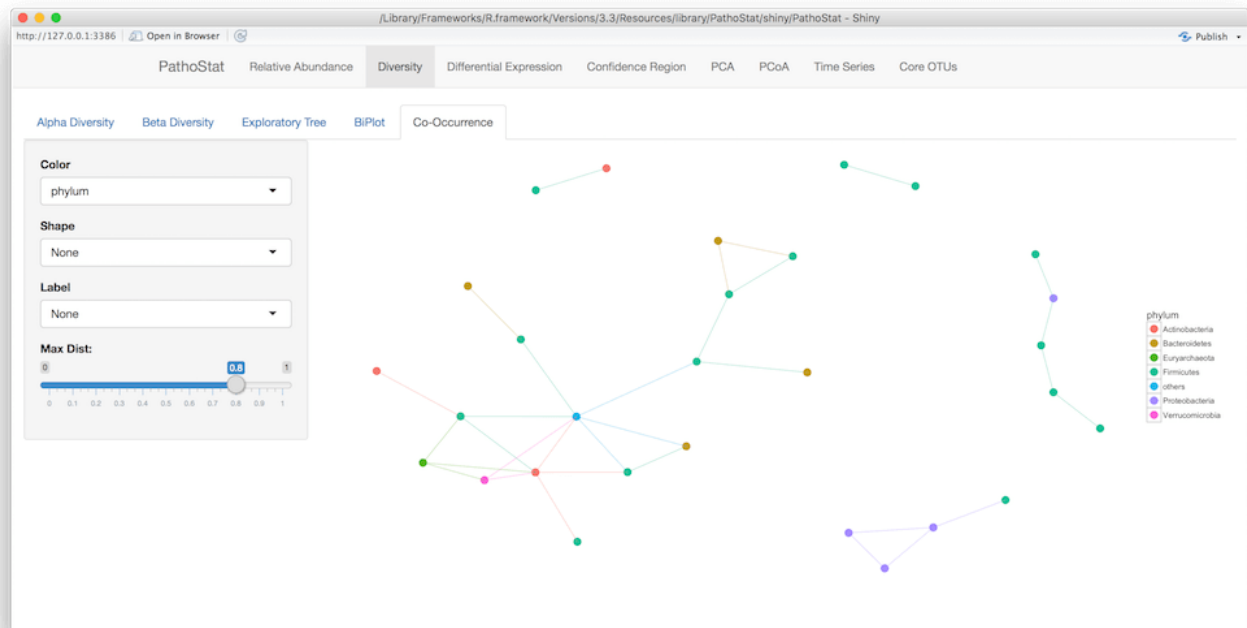 /Library/Frameworks/R.framework/Versions/3.3/Resources/library/PathoStat/shiny/PathoStat - Shiny
http://127.0.0.1:3386 Open in Browser Publish
PathoStat Relative Abundance Diversity Differential Expression Confidence Region PCA PCoA Time Series Core OTUs
Alpha Diversity Beta Diversity Exploratory Tree BiPlot Co-Occurrence
Color
phylum
Shape
None
Label
None
Max Dist:
0 0.8 1
0 0.1 0.2 0.3 0.4 0.5 0.6 0.7 0.8 0.9 1
phylum
Actinobacteria
Bacteroidetes
Euryarchaeota
Firmicutes
others
Proteobacteria
Verrucomicrobia